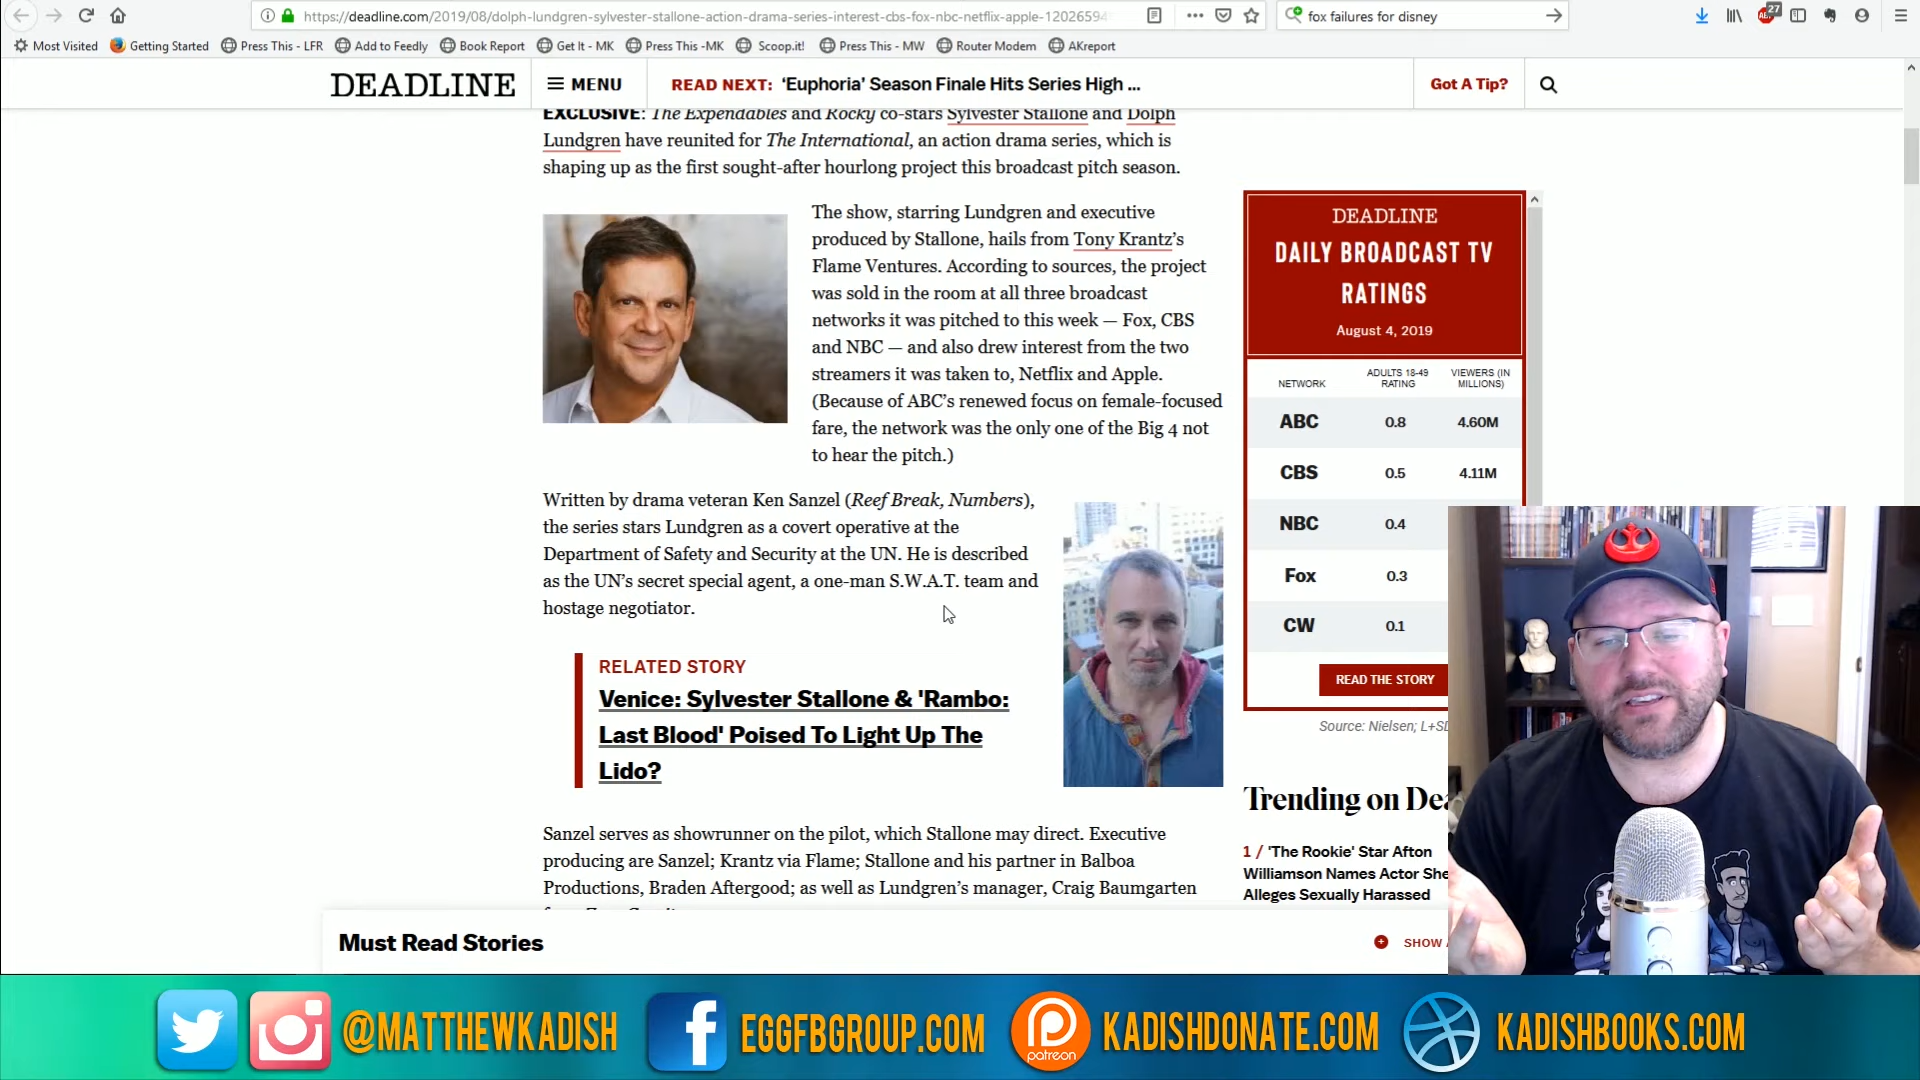 https://deadline.com/2019/08/dolph-lundgren-sylvester-stallone-action-drama-series-interest-cbs-fox-nbc-netflix-apple-12026594
fox failures for disney
27
Most Visited
Getting Started
Press This - LFR
Add to Feedly
Book Report
Get It - MK
Press This -MK
Scoop.it!
Press This - MW
Router Modem
AKreport
DEADLINE
MENU
READ NEXT: 'Euphoria' Season Finale Hits Series High ...
Got A Tip?
EXCLUSIVE: The Expendables and Rocky co-stars Sylvester Stallone and Dolph
Lundgren have reunited for The International, an action drama series, which is
shaping up as the first sought-after hourlong project this broadcast pitch season.
The show, starring Lundgren and executive
produced by Stallone, hails from Tony Krantz's
Flame Ventures. According to sources, the project
was sold in the room at all three broadcast
networks it was pitched to this week — Fox, CBS
and NBC — and also drew interest from the two
streamers it was taken to, Netflix and Apple.
(Because of ABC's renewed focus on female-focused
fare, the network was the only one of the Big 4 not
to hear the pitch.)
Written by drama veteran Ken Sanzel (Reef Break, Numbers),
the series stars Lundgren as a covert operative at the
Department of Safety and Security at the UN. He is described
as the UN's secret special agent, a one-man S.W.A.T. team and
hostage negotiator.
RELATED STORY
Venice: Sylvester Stallone & 'Rambo:
Last Blood' Poised To Light Up The
Lido?
Sanzel serves as showrunner on the pilot, which Stallone may direct. Executive
producing are Sanzel; Krantz via Flame; Stallone and his partner in Balboa
Productions, Braden Aftergood; as well as Lundgren's manager, Craig Baumgarten
DEADLINE
DAILY BROADCAST TV
RATINGS
August 4, 2019
NETWORK
ADULTS 18-49 RATING
VIEWERS (IN MILLIONS)
ABC 0.8 4.60M
CBS 0.5 4.11M
NBC 0.4
Fox 0.3
CW 0.1
READ THE STORY
Source: Nielsen; L+SD
Trending on Dea
1 / 'The Rookie' Star Afton
Williamson Names Actor She
Alleges Sexually Harassed
Must Read Stories
SHOW
@MATTHEWKADISH
EGGFBGROUP.COM
patreon
KADISHDONATE.COM
KADISHBOOKS.COM